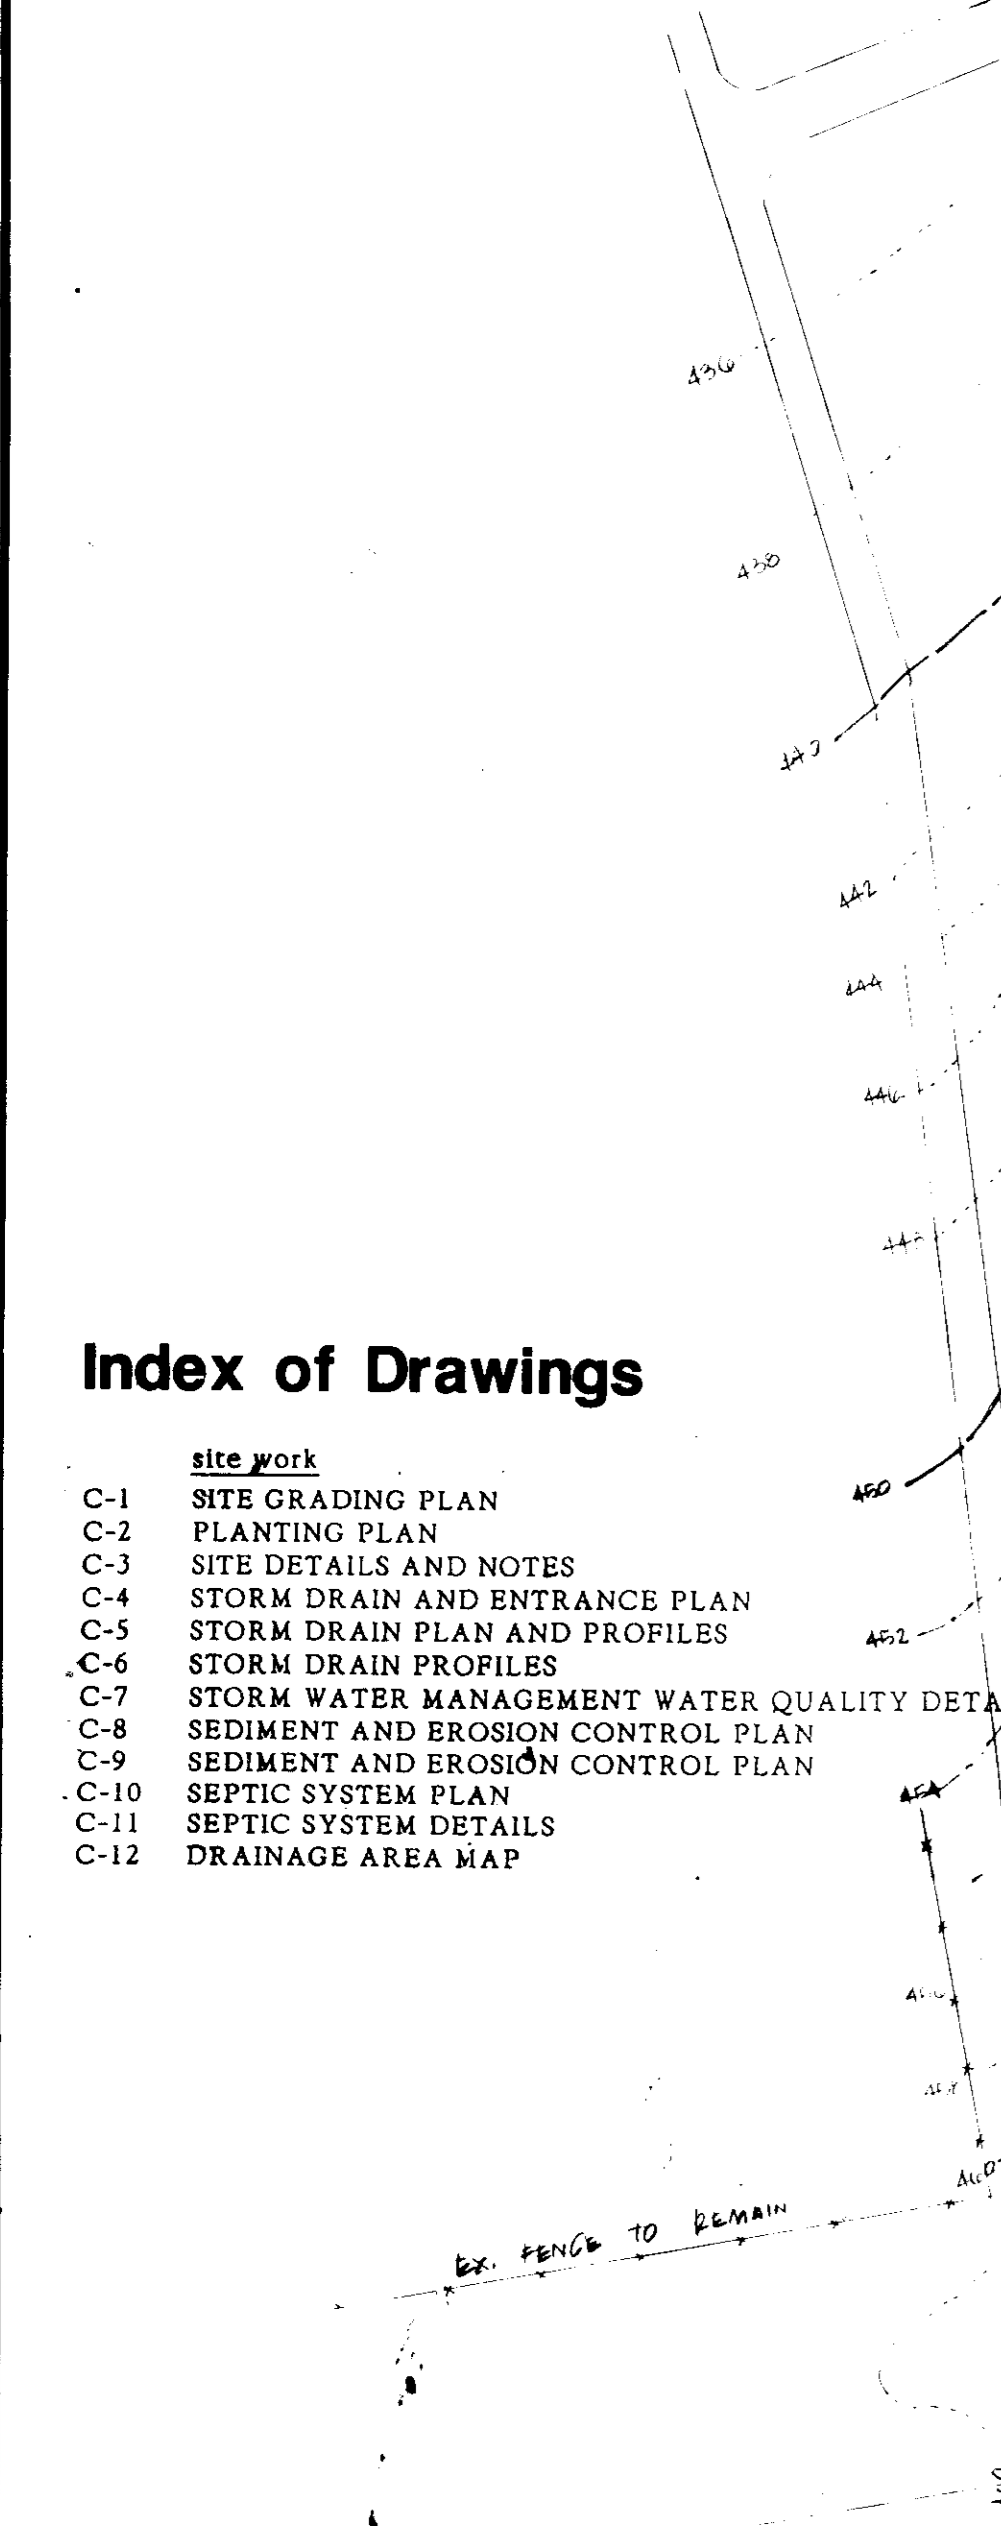 436
438
442
444
446
Index of Drawings
site work
C-1 SITE GRADING PLAN
450
C-2 PLANTING PLAN
C-3 SITE DETAILS AND NOTES
C-4 STORM DRAIN AND ENTRANCE PLAN
C-5 STORM DRAIN PLAN AND PROFILES
452
C-6 STORM DRAIN PROFILES
C-7 STORM WATER MANAGEMENT WATER QUALITY DETA
C-8 SEDIMENT AND EROSION CONTROL PLAN
C-9 SEDIMENT AND EROSION CONTROL PLAN
C-10 SEPTIC SYSTEM PLAN
454
C-11 SEPTIC SYSTEM DETAILS
C-12 DRAINAGE AREA MAP
460
EX. FENCE TO REMAIN